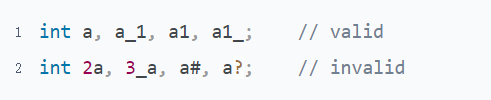 1 int a, a_1, a1, a1_;    // valid
2 int 2a, 3_a, a#, a?;    // invalid